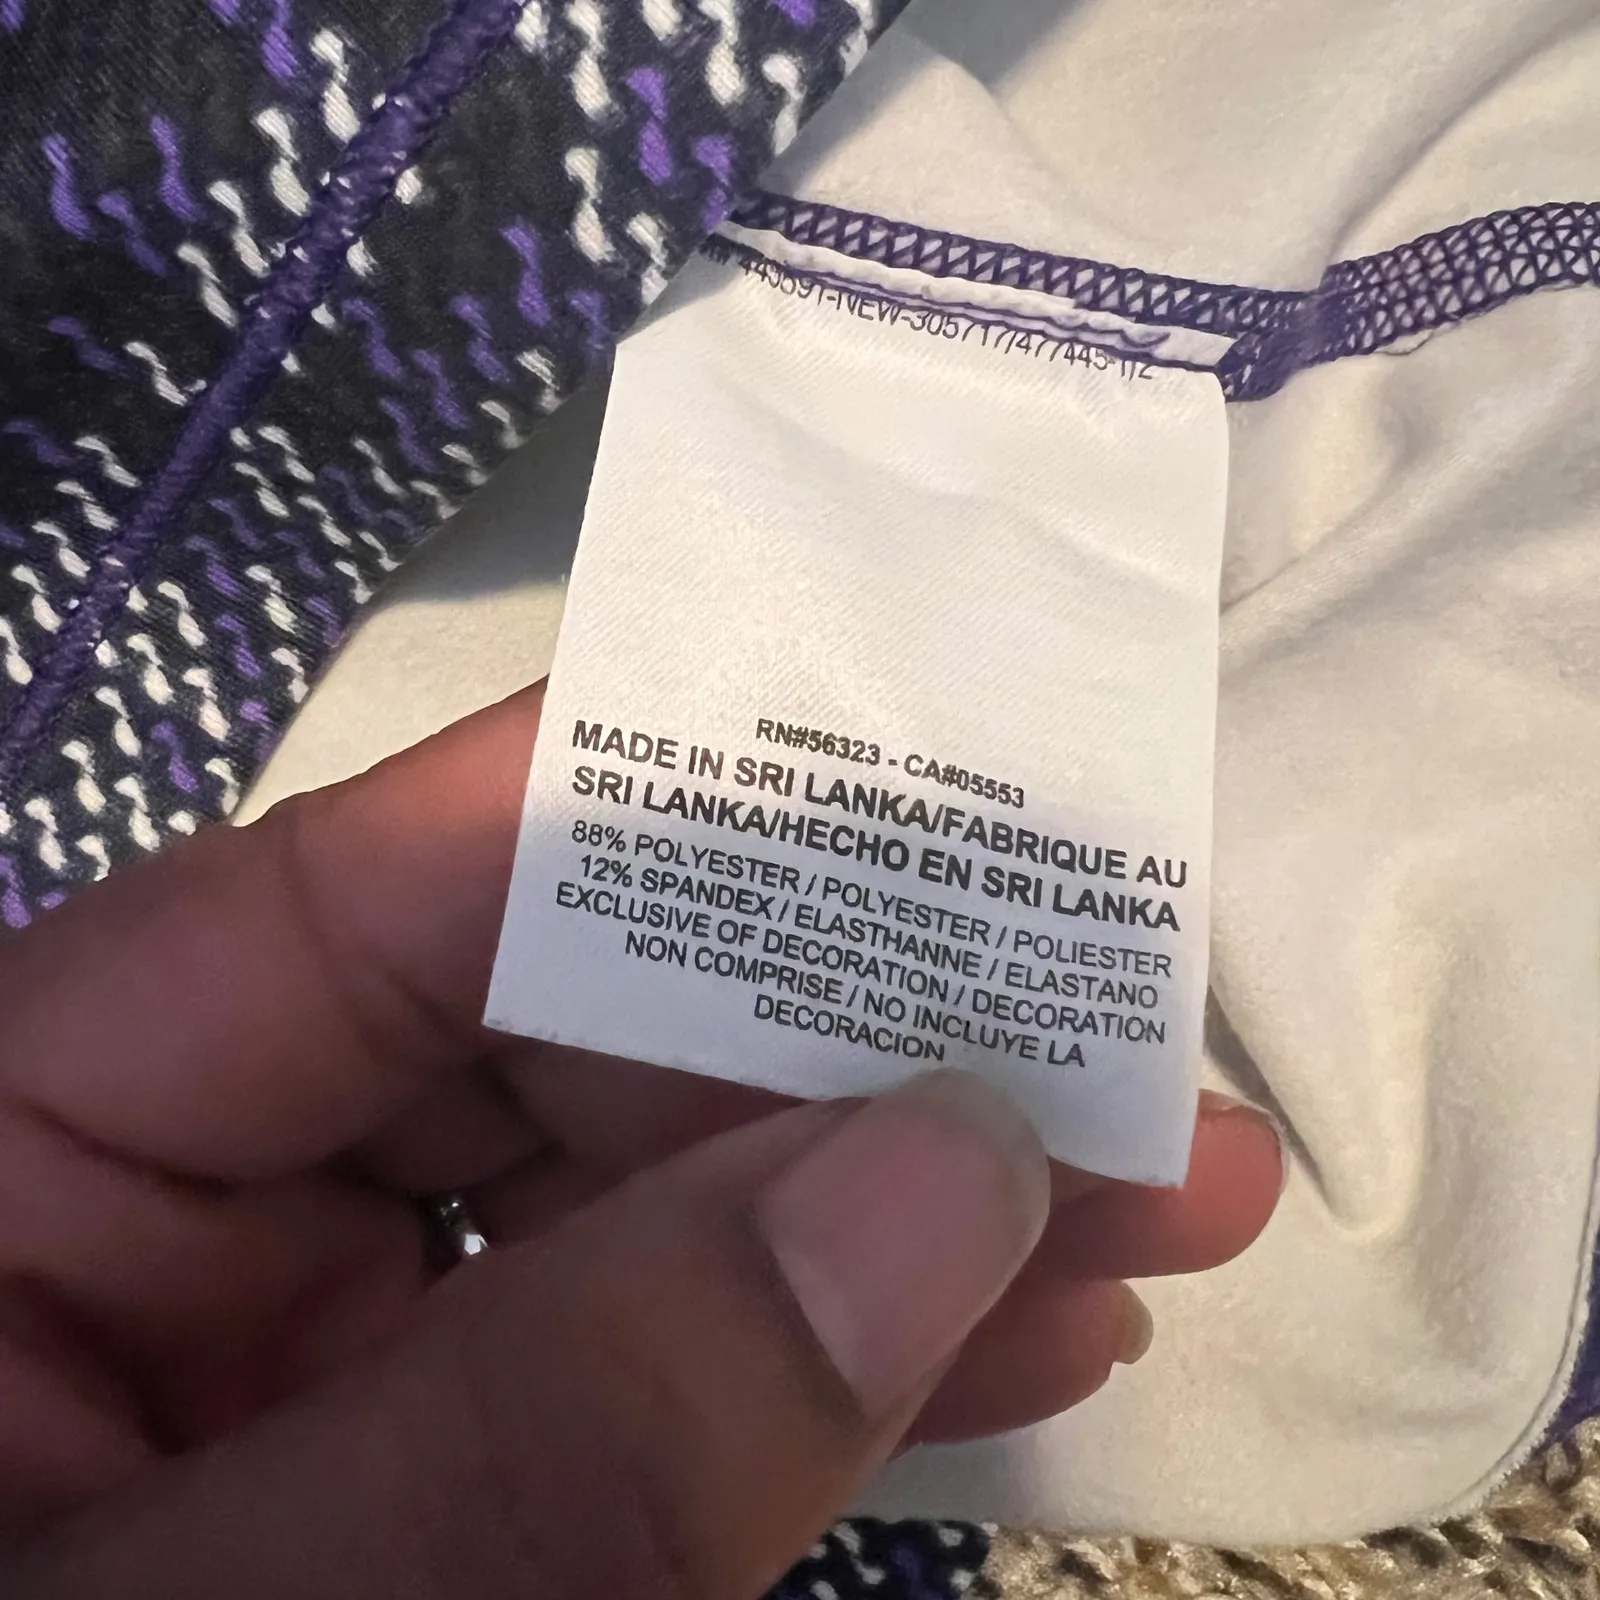 RN#56323 - CA#05553
MADE IN SRI LANKA/FABRIQUE AU
SRI LANKA/HECHO EN SRI LANKA
88% POLYESTER / POLYESTER / POLIESTER
12% SPANDEX / ELASTHANNE / ELASTANO
EXCLUSIVE OF DECORATION / DECORATION
NON COMPRISE / NO INCLUYE LA
DECORACION